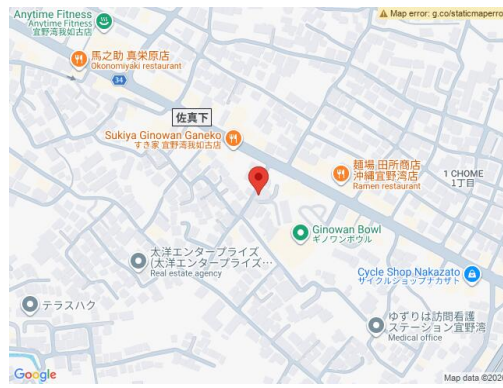 Anytime Fitness
Anytime Fitness
宜野湾我如古店
Map error: g.co/staticmaperro
馬之助 真栄原店
Okonomiyaki restaurant
34
佐真下
Sukiya Ginowan Ganeko
すき家 宜野湾我如古店
麺場 田所商店
沖縄宜野湾店
Ramen restaurant
1 CHOME
1丁目
Ginowan Bowl
ギノワンボウル
太洋エンタープライズ
(太洋エンタープライズ…
Real estate agency
Cycle Shop Nakazato
サイクルショップナカザト
テラスハク
ゆずりは訪問看護
ステーション宜野湾
Medical office
Google
Map data ©202